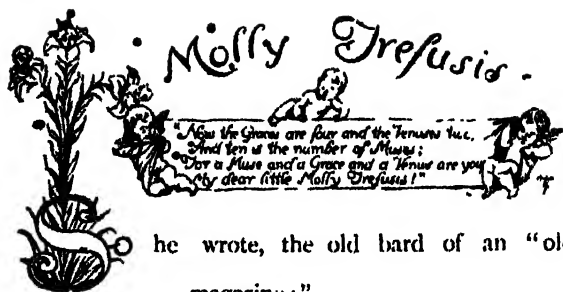 Molly Trefusis.
"Now the Graces are four and the Venuses two,
And ten is the number of Muses;
For a Muse and a Grace and a Venus are you,
My dear little Molly Trefusis!"
So he wrote, the old bard of an "ol
magazine:"